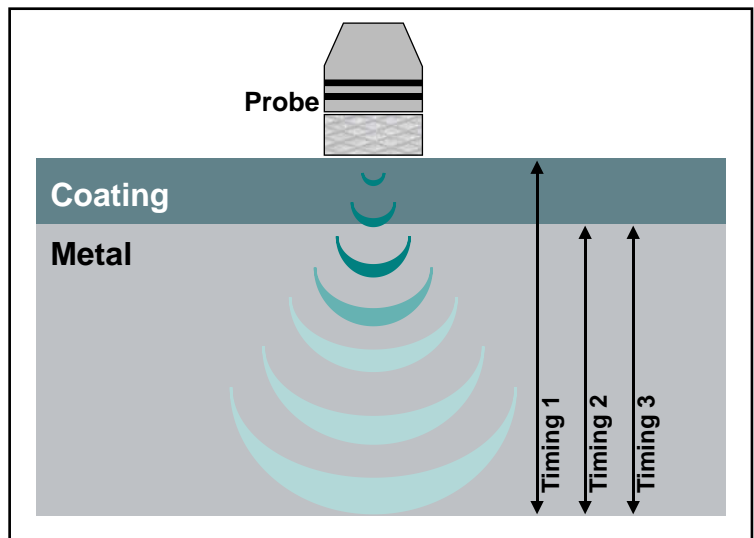 Probe
Coating
Metal
Timing 1
Timing 2
Timing 3